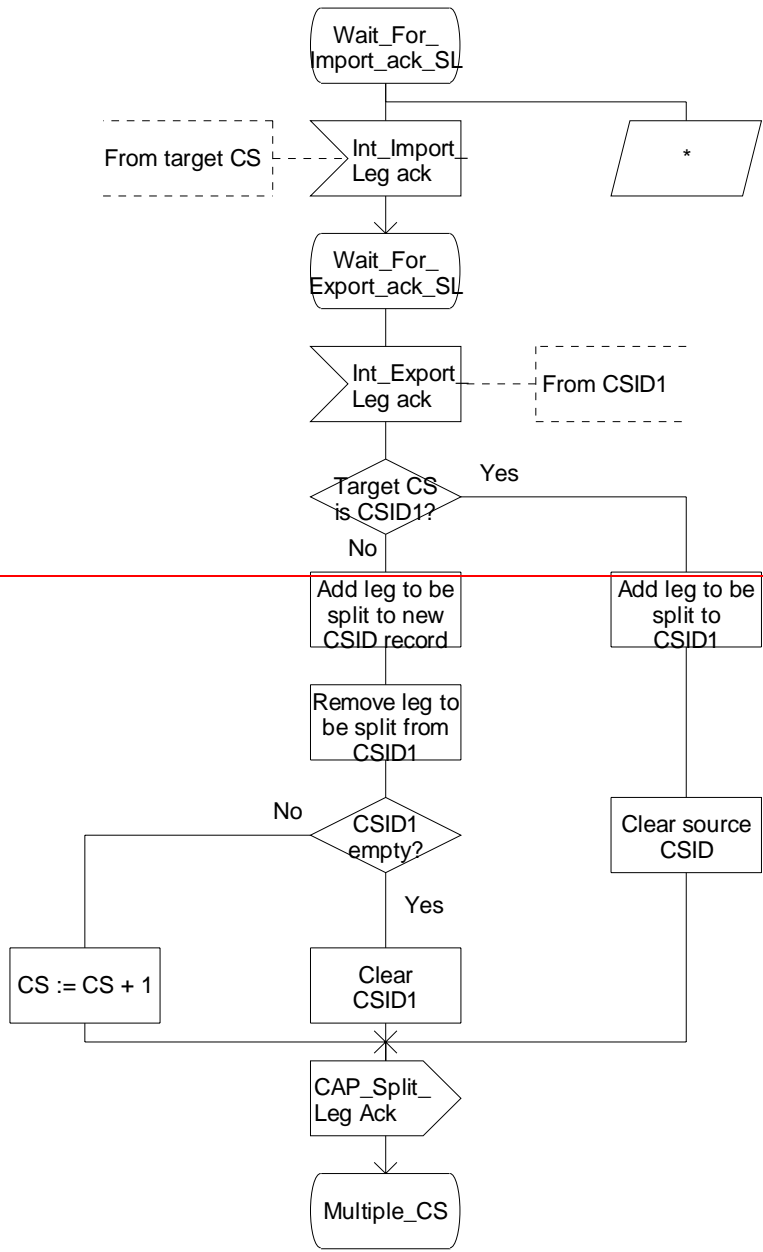 Wait_For_
Import_ack_SL
From target CS
Int_Import_
Leg ack
*
Wait_For_
Export_ack_SL
Int_Export_
Leg ack
From CSID1
Target CS
is CSID1?
Yes
No
Add leg to be
split to new
CSID record
Add leg to be
split to
CSID1
Remove leg to
be split from
CSID1
No
CSID1
empty?
Clear source
CSID
Yes
CS := CS + 1
Clear
CSID1
CAP_Split_
Leg Ack
Multiple_CS